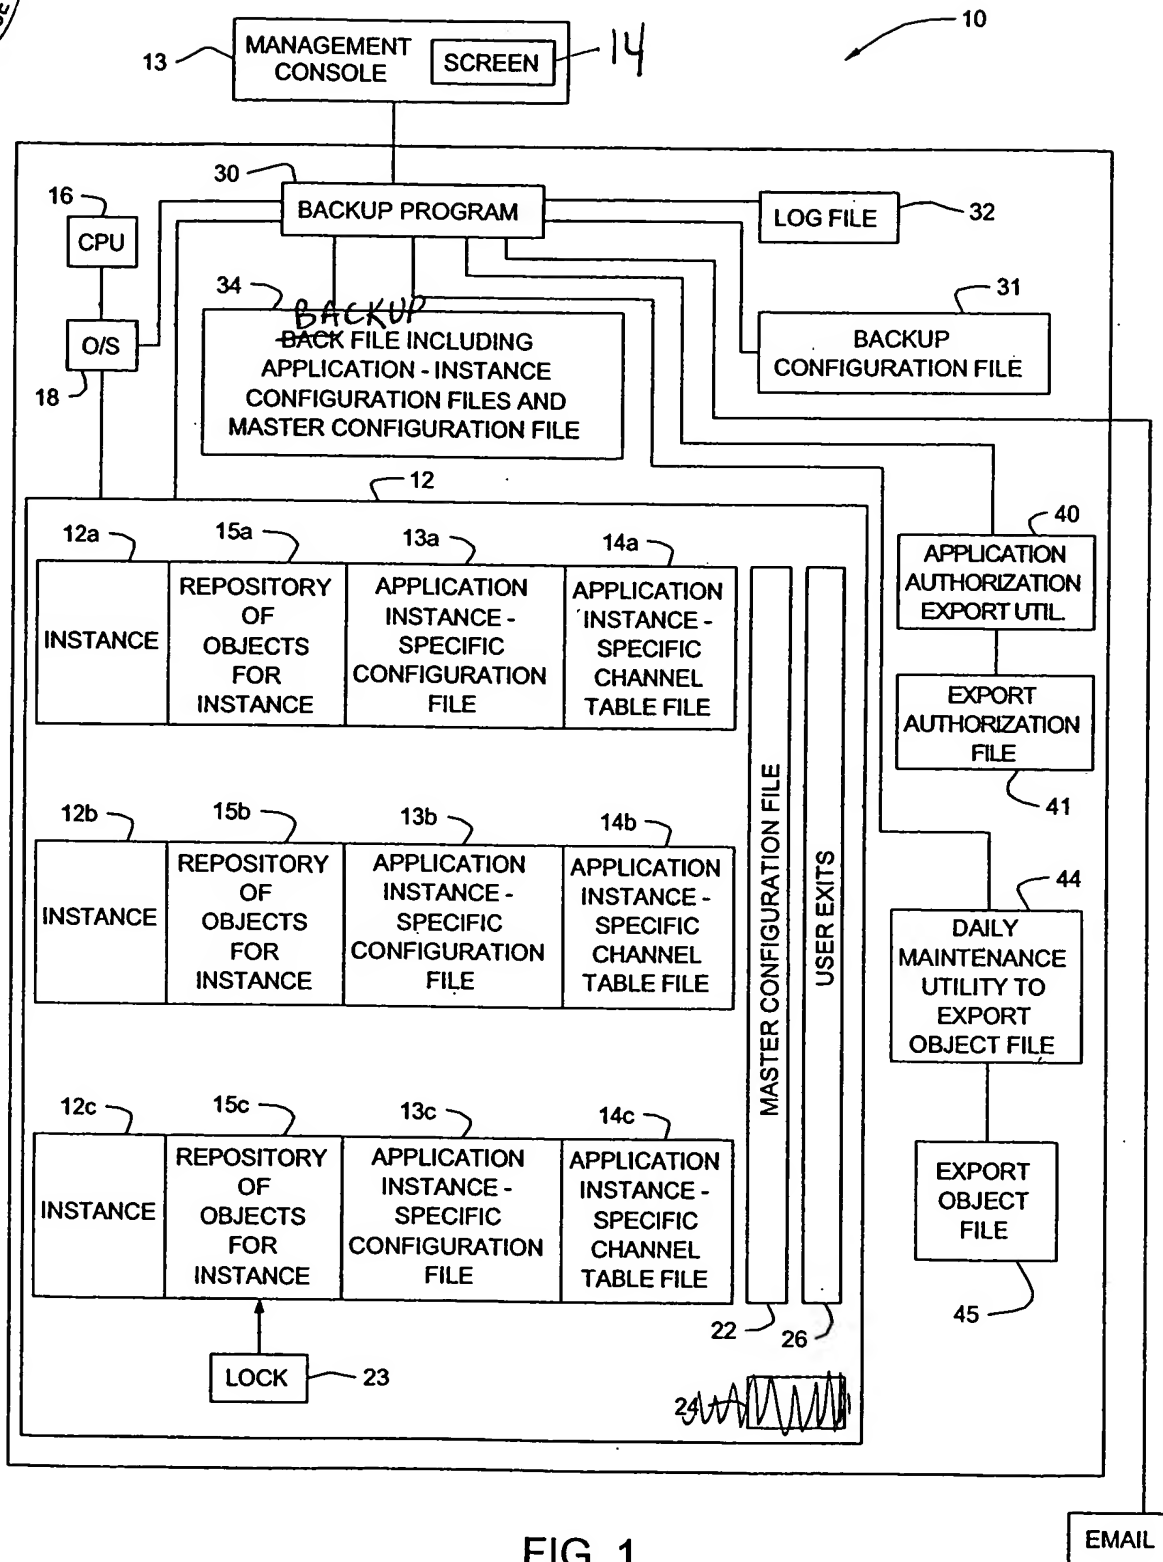 10
MANAGEMENT
CONSOLE
SCREEN
13
14
30
BACKUP PROGRAM
16
CPU
LOG FILE
32
34
BACKUP
BACK FILE INCLUDING
APPLICATION - INSTANCE
CONFIGURATION FILES AND
MASTER CONFIGURATION FILE
31
BACKUP
CONFIGURATION FILE
O/S
18
12
12a
15a
13a
14a
INSTANCE
REPOSITORY
OF
OBJECTS
FOR
INSTANCE
APPLICATION
INSTANCE -
SPECIFIC
CONFIGURATION
FILE
APPLICATION
INSTANCE -
SPECIFIC
CHANNEL
TABLE FILE
40
APPLICATION
AUTHORIZATION
EXPORT UTIL.
EXPORT
AUTHORIZATION
FILE
41
12b
15b
13b
14b
INSTANCE
REPOSITORY
OF
OBJECTS
FOR
INSTANCE
APPLICATION
INSTANCE -
SPECIFIC
CONFIGURATION
FILE
APPLICATION
INSTANCE -
SPECIFIC
CHANNEL
TABLE FILE
MASTER CONFIGURATION FILE
USER EXITS
44
DAILY
MAINTENANCE
UTILITY TO
EXPORT
OBJECT FILE
12c
15c
13c
14c
INSTANCE
REPOSITORY
OF
OBJECTS
FOR
INSTANCE
APPLICATION
INSTANCE -
SPECIFIC
CONFIGURATION
FILE
APPLICATION
INSTANCE -
SPECIFIC
CHANNEL
TABLE FILE
EXPORT
OBJECT
FILE
45
22
26
LOCK
23
24
EMAIL
FIG. 1